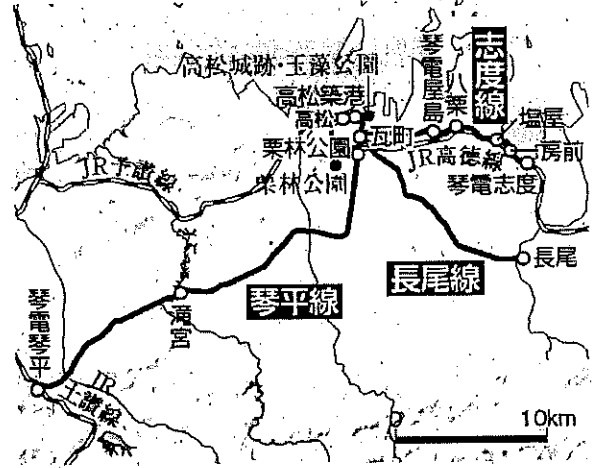 高松城跡・玉藻公園
高松築港
高松
瓦町
栗林公園
栗林公園
琴電屋島
八栗
志度線
塩屋
房前
琴電志度
JR高徳線
JR予讃線
長尾
長尾線
琴平線
滝宮
琴電琴平
JR
土讃線
0
10km